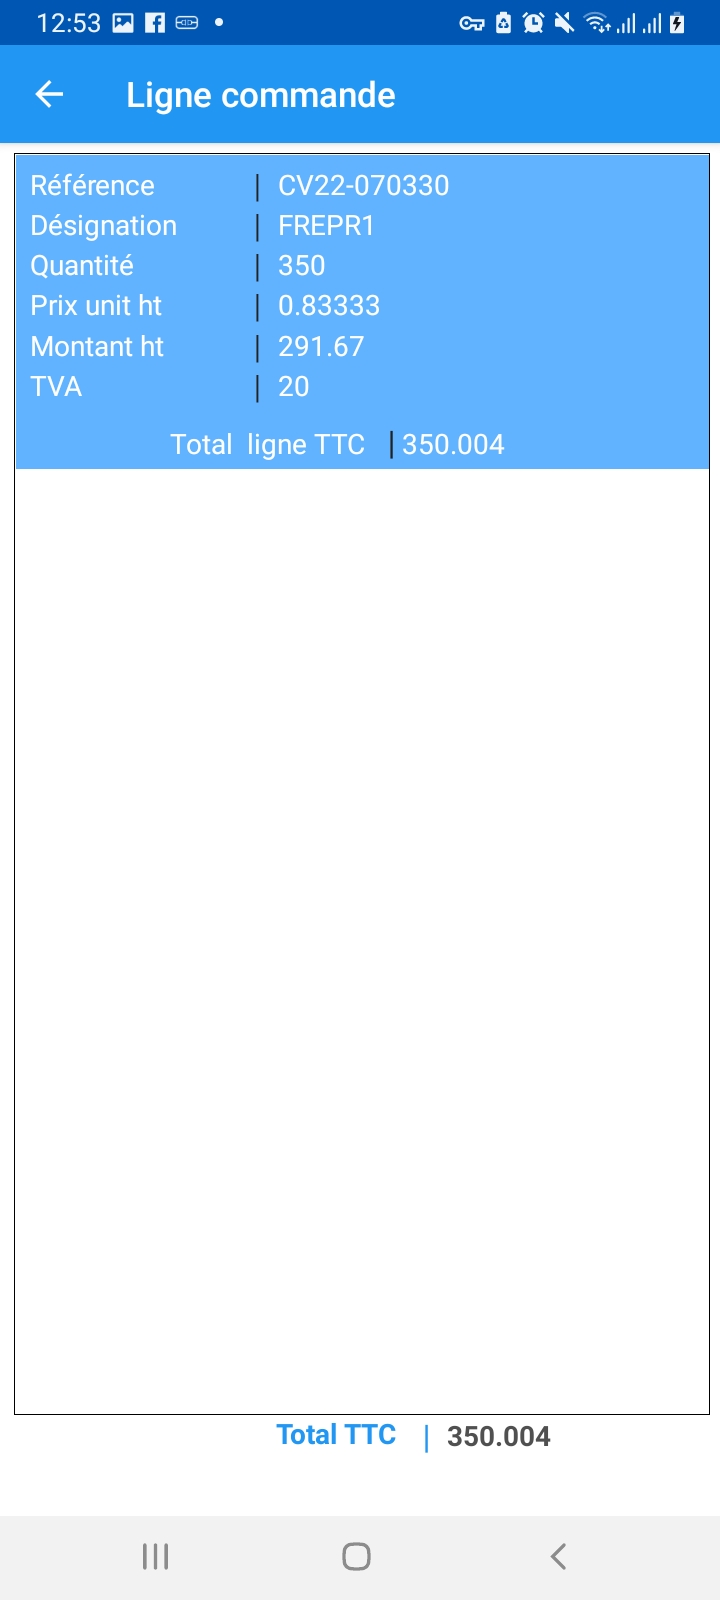 12:53
Ligne commande
Référence | CV22-070330
Désignation | FREPR1
Quantité | 350
Prix unit ht | 0.83333
Montant ht | 291.67
TVA | 20
Total ligne TTC | 350.004
Total TTC | 350.004